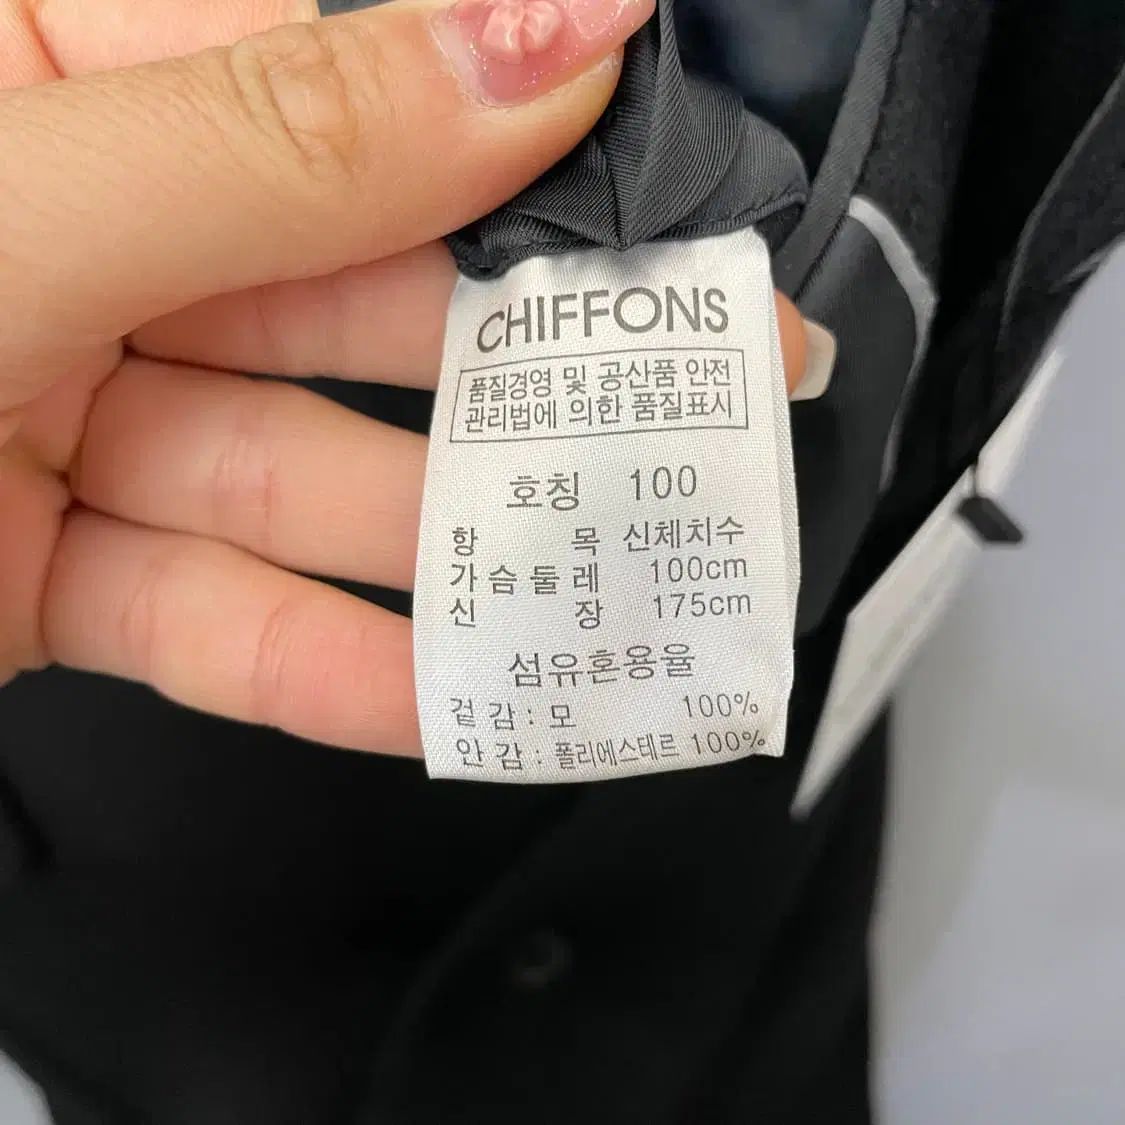 CHIFFONS
품질경영 및 공산품 안전
관리법에 의한 품질표시
호칭 100
항 목 신체치수
가슴둘레 100cm
신 장 175cm
섬유혼용율
겉감 : 모 100%
안감 : 폴리에스테르 100%